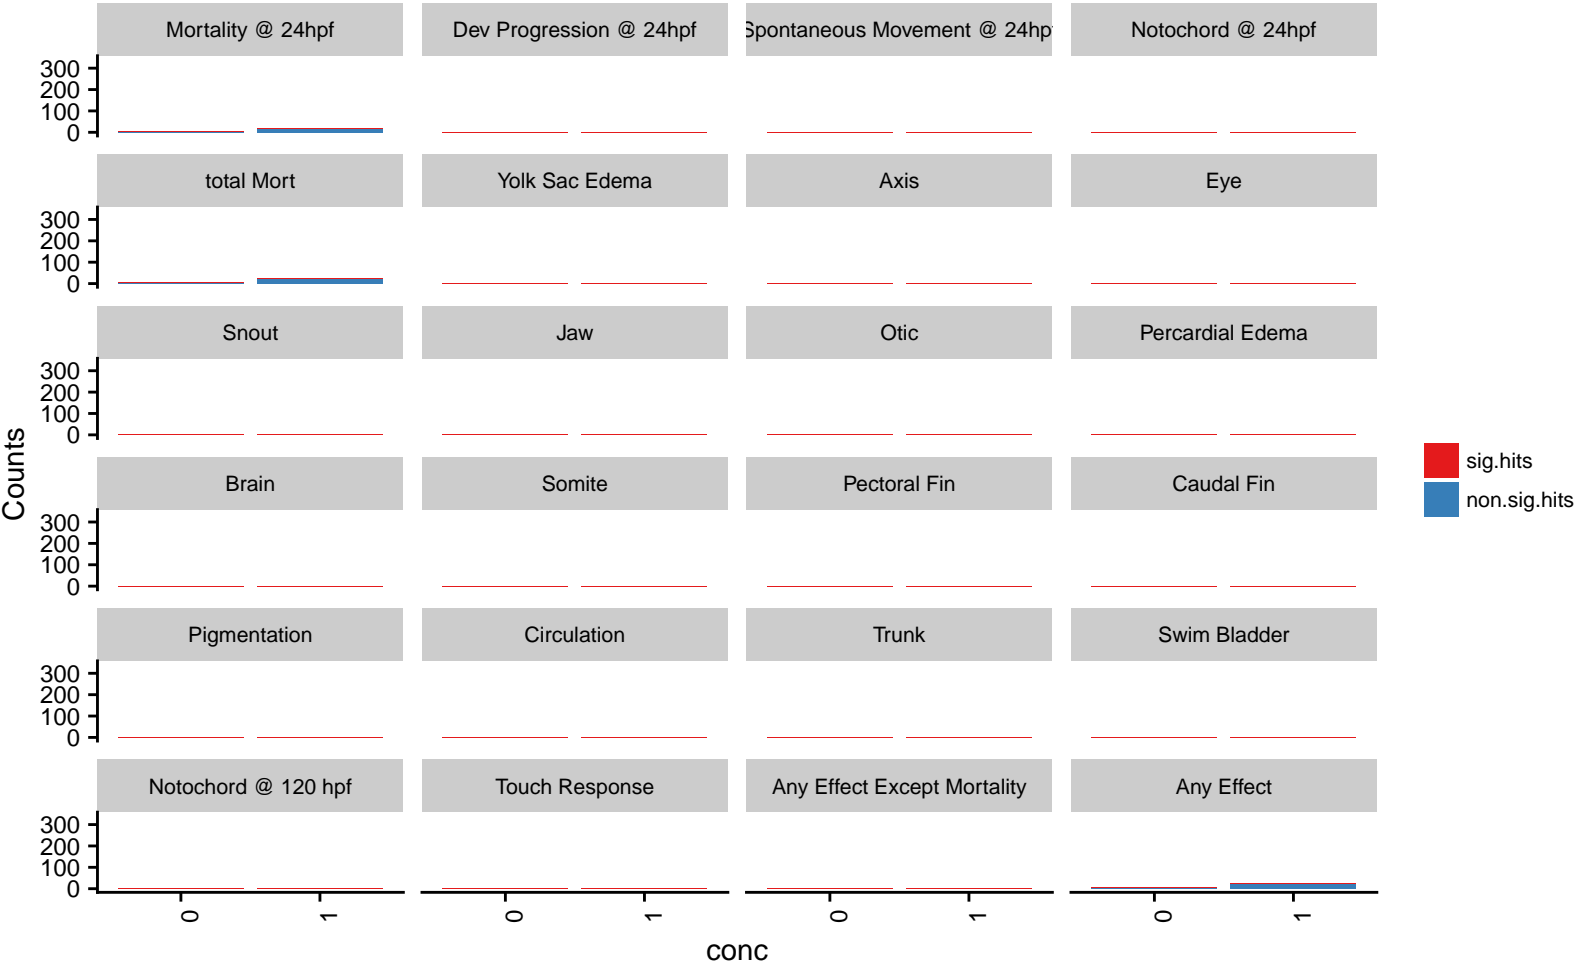 Mortality @ 24hpf
Dev Progression @ 24hpf
Spontaneous Movement @ 24hp
Notochord @ 24hpf
300
200
100
0
total Mort
Yolk Sac Edema
Axis
Eye
300
200
100
0
Snout
Jaw
Otic
Percardial Edema
300
200
100
0
Brain
Somite
Pectoral Fin
Caudal Fin
300
200
100
0
Pigmentation
Circulation
Trunk
Swim Bladder
300
200
100
0
Notochord @ 120 hpf
Touch Response
Any Effect Except Mortality
Any Effect
300
200
100
0
0
1
0
1
0
1
0
1
conc
Counts
sig.hits
non.sig.hits